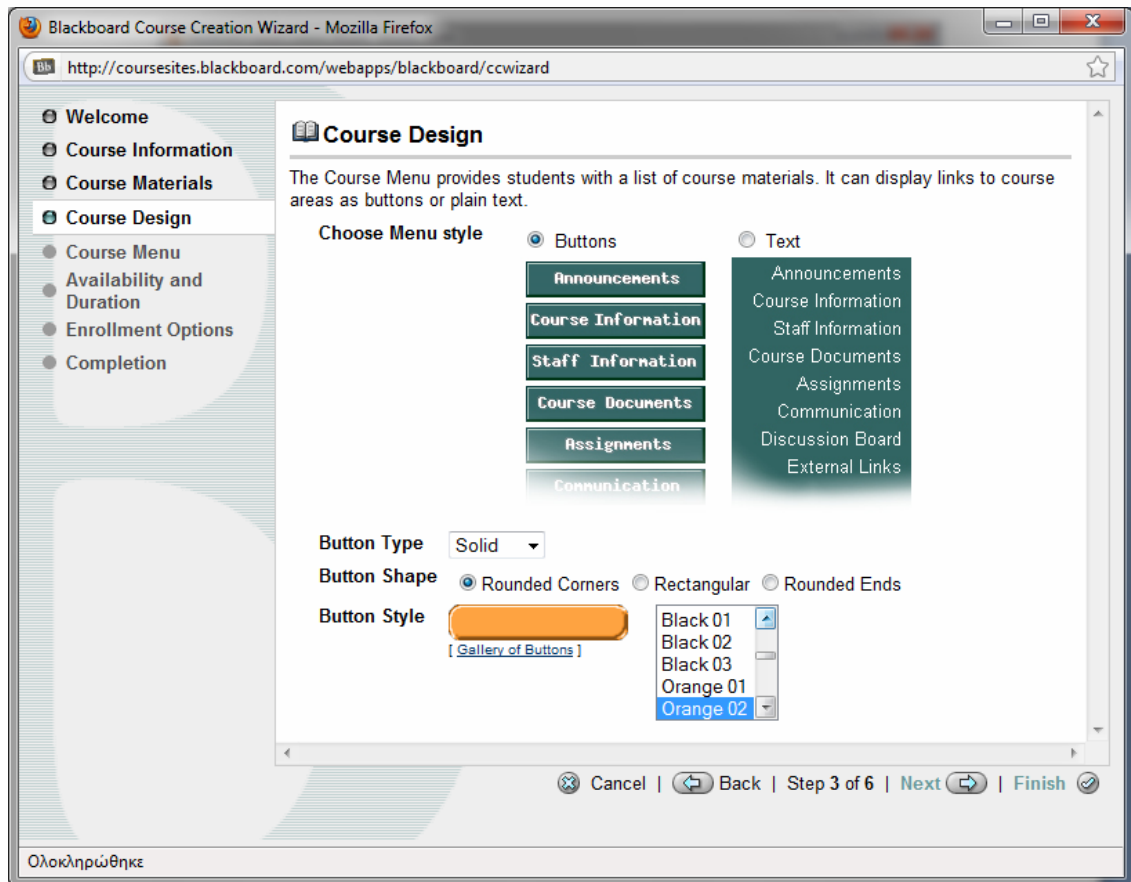 Blackboard Course Creation Wizard - Mozilla Firefox
Bb http://coursesites.blackboard.com/webapps/blackboard/ccwizard
Welcome
Course Information
Course Materials
Course Design
Course Menu
Availability and
Duration
Enrollment Options
Completion
Course Design
The Course Menu provides students with a list of course materials. It can display links to course
areas as buttons or plain text.
Choose Menu style
Buttons
Announcements
Course Information
Staff Information
Course Documents
Assignments
Communication
Text
Announcements
Course Information
Staff Information
Course Documents
Assignments
Communication
Discussion Board
External Links
Button Type Solid
Button Shape Rounded Corners Rectangular Rounded Ends
Button Style
[ Gallery of Buttons ]
Black 01
Black 02
Black 03
Orange 01
Orange 02
Cancel | Back | Step 3 of 6 | Next | Finish
Ολοκληρώθηκε